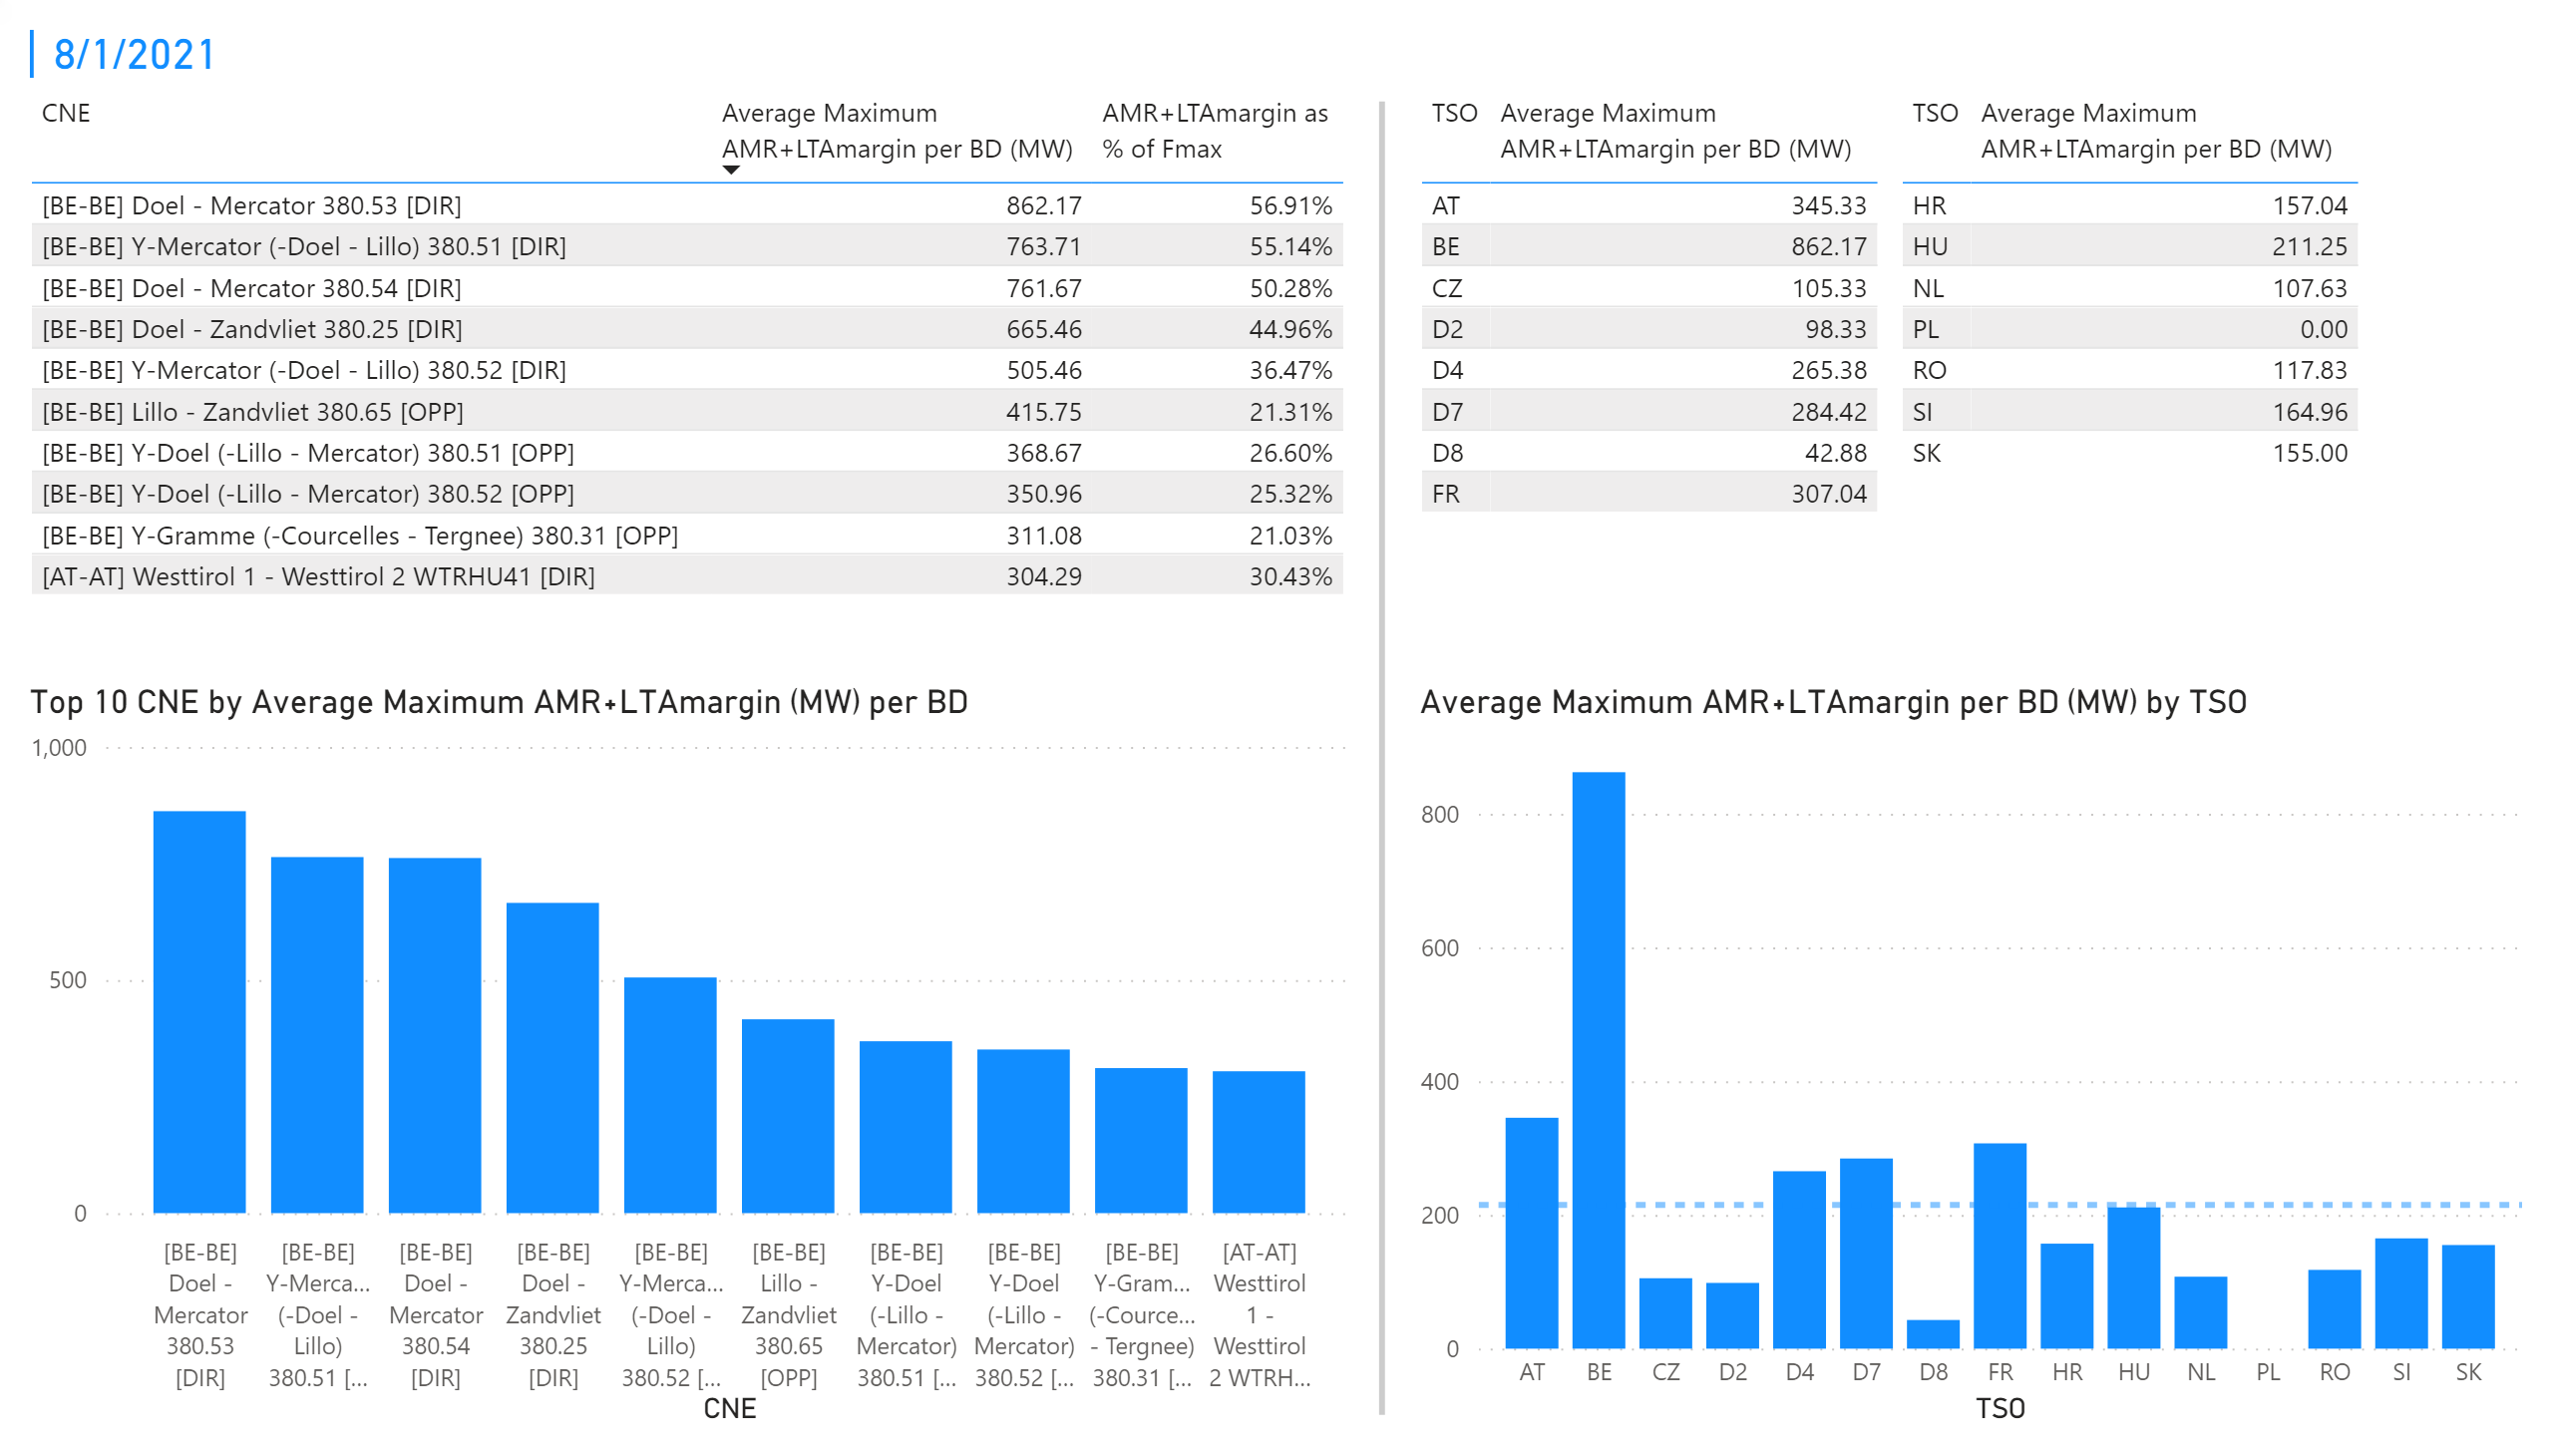 8/1/2021
CNE Average Maximum AMR+LTAmargin as
AMR+LTAmargin per BD (MW) % of Fmax
[BE-BE] Doel - Mercator 380.53 [DIR] 862.17 56.91%
[BE-BE] Y-Mercator (-Doel - Lillo) 380.51 [DIR] 763.71 55.14%
[BE-BE] Doel - Mercator 380.54 [DIR] 761.67 50.28%
[BE-BE] Doel - Zandvliet 380.25 [DIR] 665.46 44.96%
[BE-BE] Y-Mercator (-Doel - Lillo) 380.52 [DIR] 505.46 36.47%
[BE-BE] Lillo - Zandvliet 380.65 [OPP] 415.75 21.31%
[BE-BE] Y-Doel (-Lillo - Mercator) 380.51 [OPP] 368.67 26.60%
[BE-BE] Y-Doel (-Lillo - Mercator) 380.52 [OPP] 350.96 25.32%
[BE-BE] Y-Gramme (-Courcelles - Tergnee) 380.31 [OPP] 311.08 21.03%
[AT-AT] Westtirol 1 - Westtirol 2 WTRHU41 [DIR] 304.29 30.43%
TSO Average Maximum
AMR+LTAmargin per BD (MW)
AT 345.33
BE 862.17
CZ 105.33
D2 98.33
D4 265.38
D7 284.42
D8 42.88
FR 307.04
TSO Average Maximum
AMR+LTAmargin per BD (MW)
HR 157.04
HU 211.25
NL 107.63
PL 0.00
RO 117.83
SI 164.96
SK 155.00
Top 10 CNE by Average Maximum AMR+LTAmargin (MW) per BD
1,000
500
0
[BE-BE] [BE-BE] [BE-BE] [BE-BE] [BE-BE] [BE-BE] [BE-BE] [BE-BE] [BE-BE] [AT-AT]
Doel - Y-Merca... Doel - Doel - Y-Merca... Lillo - Y-Doel Y-Doel Y-Gram... Westtirol
Mercator (-Doel - Mercator Zandvliet (-Doel - Zandvliet (-Lillo - (-Lillo - (-Ource... 1 -
380.53 Lillo) 380.54 380.25 Lillo) 380.65 Mercator) Mercator) - Tergnee) Westtirol
[DIR] 380.51 [... [DIR] [DIR] 380.52 [... [OPP] 380.51 [... 380.52 [... 380.31 [... 2 WTRH...
CNE
Average Maximum AMR+LTAmargin per BD (MW) by TSO
800
600
400
200
0
AT BE CZ D2 D4 D7 D8 FR HR HU NL PL RO SI SK
TSO